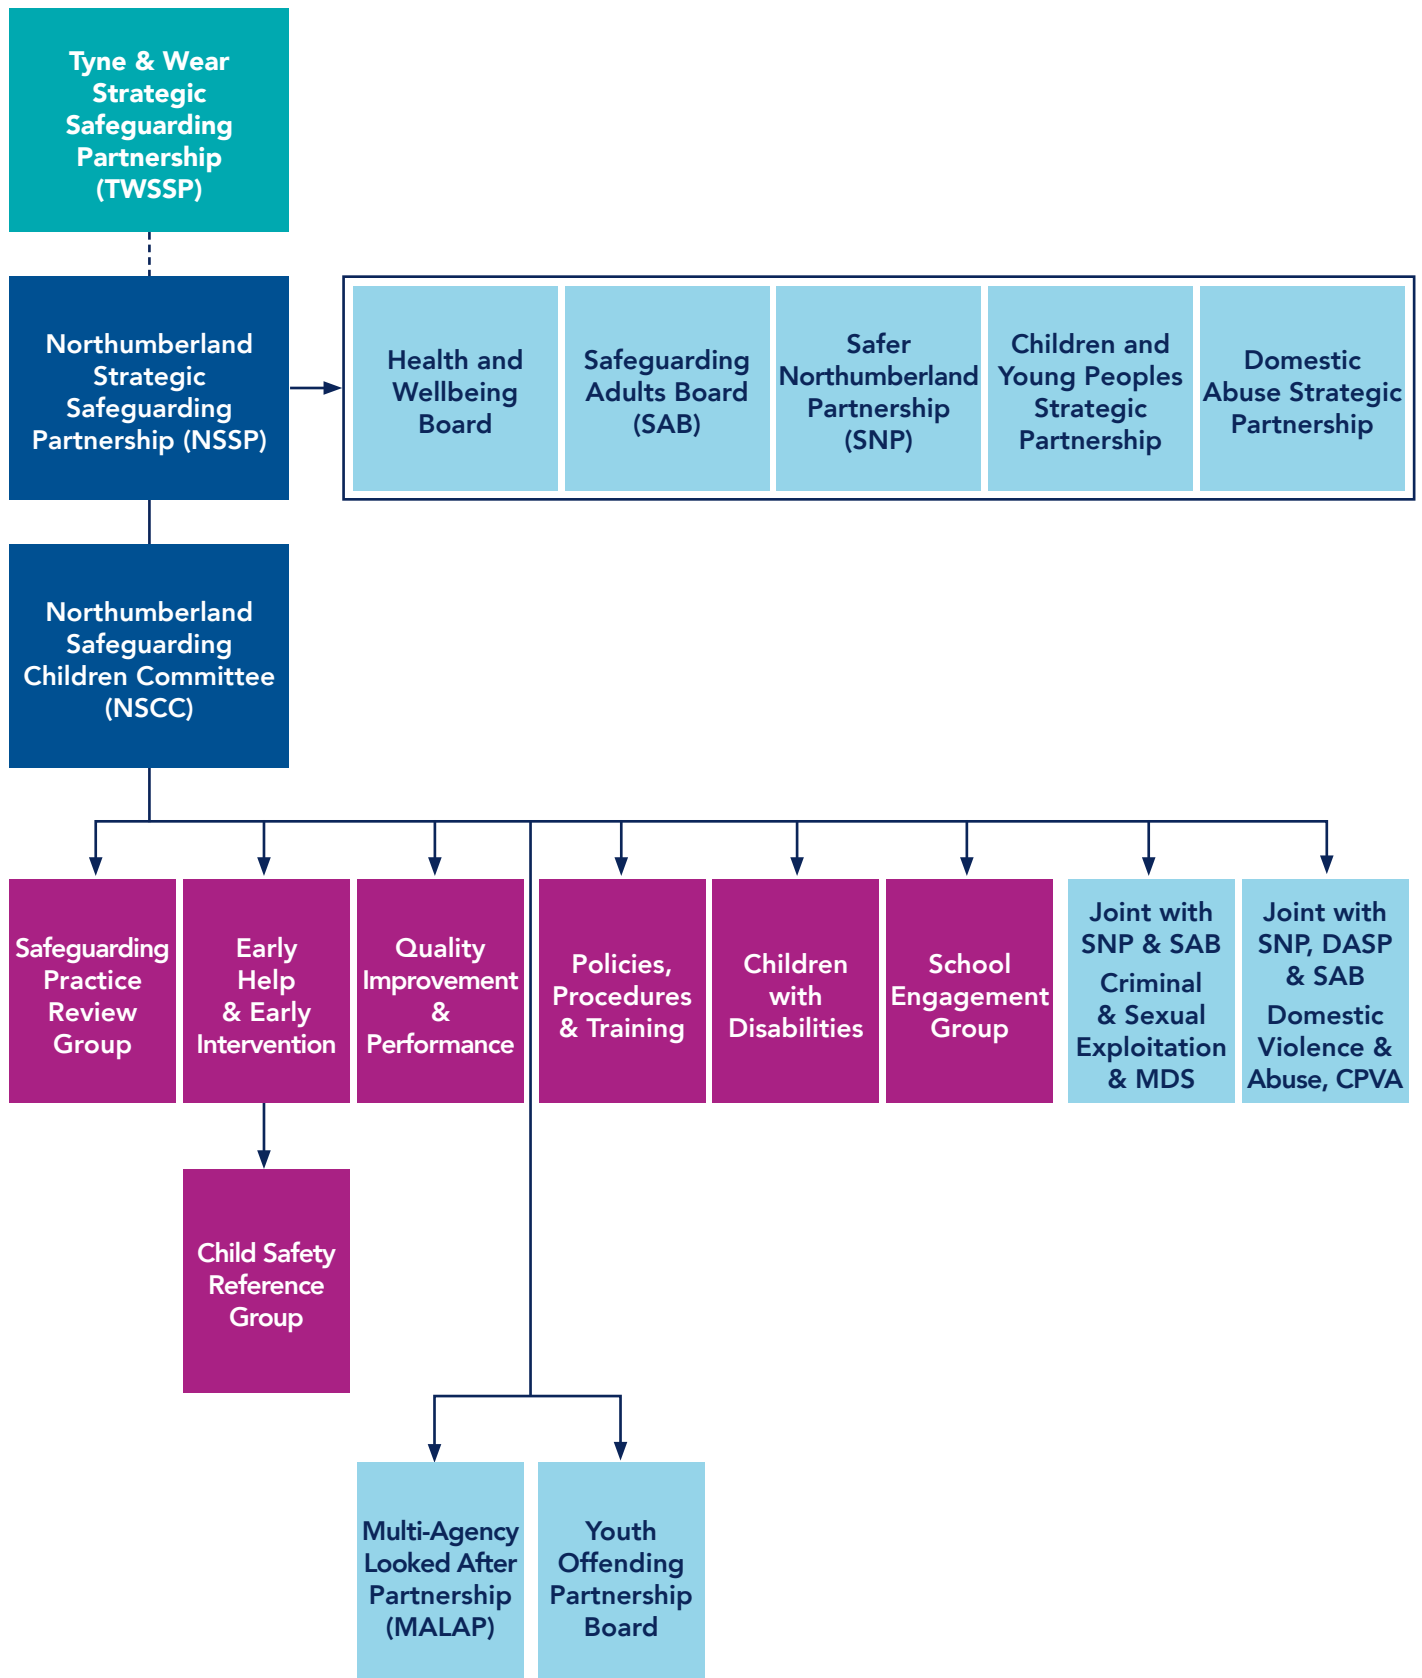 Tyne & Wear
Strategic
Safeguarding
Partnership
(TWSSP)
Northumberland
Strategic
Safeguarding
Partnership (NSSP)
Health and
Wellbeing
Board
Safeguarding
Adults Board
(SAB)
Safer
Northumberland
Partnership
(SNP)
Children and
Young Peoples
Strategic
Partnership
Domestic
Abuse Strategic
Partnership
Northumberland
Safeguarding
Children Committee
(NSCC)
Safeguarding
Practice
Review
Group
Early
Help
& Early
Intervention
Quality
Improvement
&
Performance
Policies,
Procedures
& Training
Children
with
Disabilities
School
Engagement
Group
Joint with
SNP & SAB
Criminal
& Sexual
Exploitation
& MDS
Joint with
SNP, DASP
& SAB
Domestic
Violence &
Abuse, CPVA
Child Safety
Reference
Group
Multi-Agency
Looked After
Partnership
(MALAP)
Youth
Offending
Partnership
Board